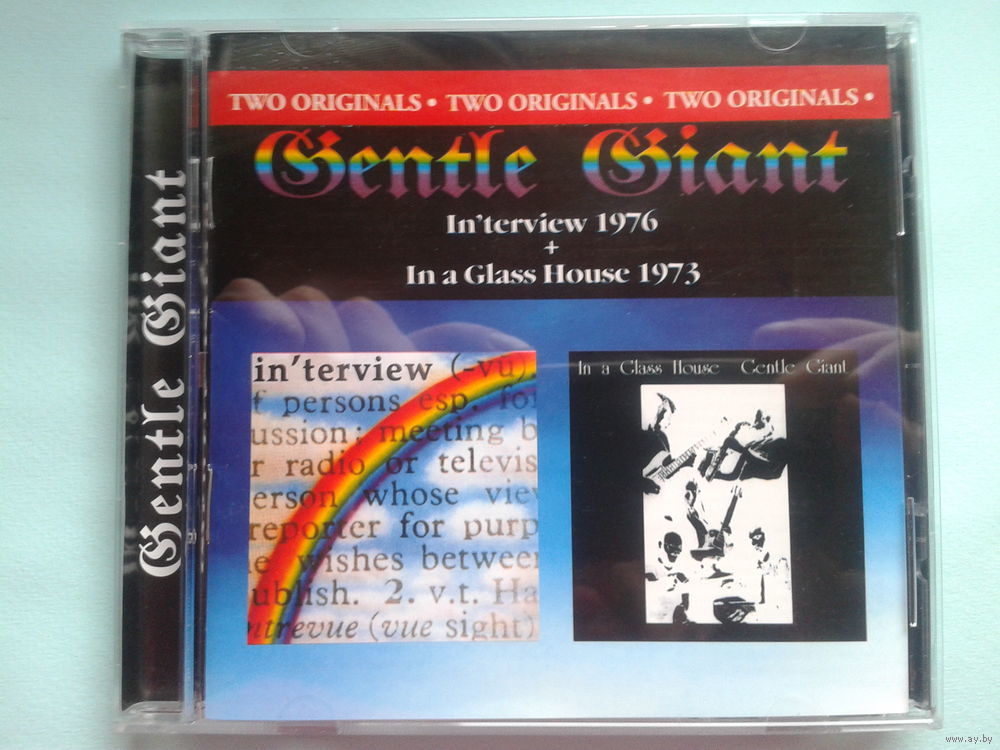 Gentle Giant
TWO ORIGINALS • TWO ORIGINALS • TWO ORIGINALS •
Gentle Giant
In'terview 1976
+
In a Glass House 1973
in'terview (-vū).
f persons esp. for
ussion; meeting b
r radio or televis
erson whose view
reporter for purp
e wishes between
ublish. 2. v.t. Ha
ntrevue (vue sight)
In a Glass House Gentle Giant
www.ay.by